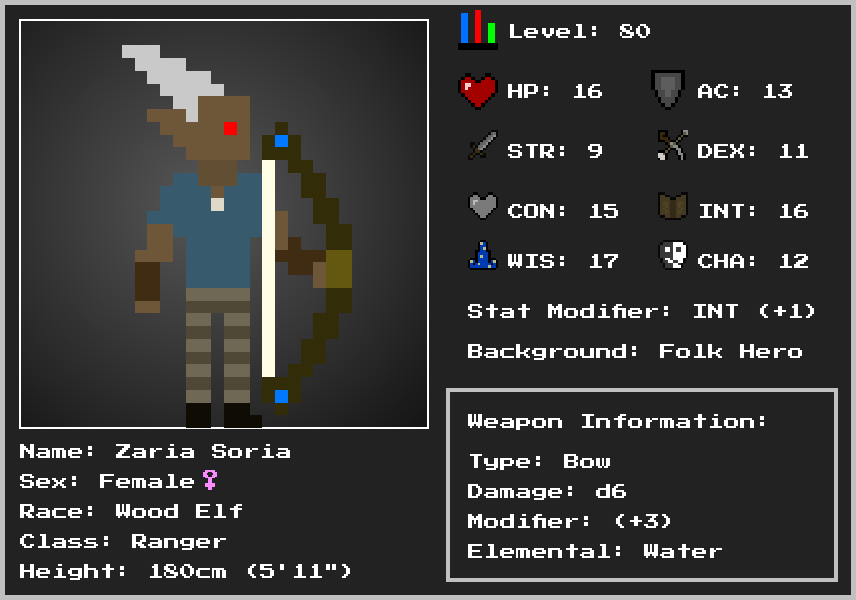 Level: 80
HP: 16
AC: 13
STR: 9
DEX: 11
CON: 15
INT: 16
WIS: 17
CHA: 12
Stat Modifier: INT (+1)
Background: Folk Hero
Weapon Information:
Type: Bow
Damage: d6
Modifier: (+3)
Elemental: Water
Name: Zaria Soria
Sex: Female♀
Race: Wood Elf
Class: Ranger
Height: 180cm (5'11")